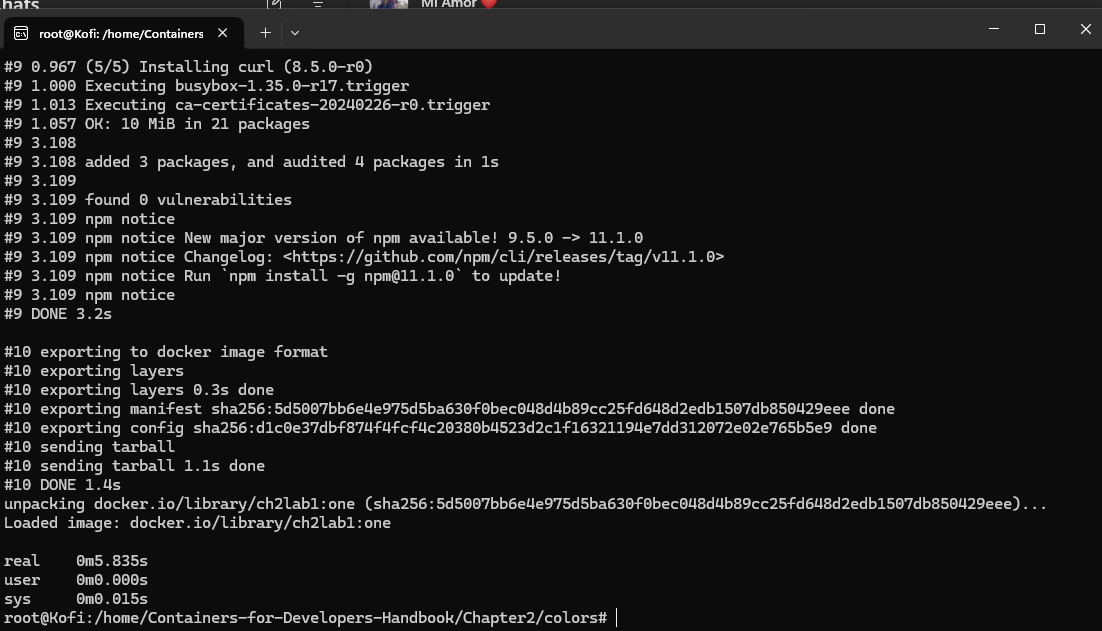 hats
Mi Amor
root@Kofi: /home/Containers
#9 0.967 (5/5) Installing curl (8.5.0-r0)
#9 1.000 Executing busybox-1.35.0-r17.trigger
#9 1.013 Executing ca-certificates-20240226-r0.trigger
#9 1.057 OK: 10 MiB in 21 packages
#9 3.108
#9 3.108 added 3 packages, and audited 4 packages in 1s
#9 3.109
#9 3.109 found 0 vulnerabilities
#9 3.109 npm notice
#9 3.109 npm notice New major version of npm available! 9.5.0 -> 11.1.0
#9 3.109 npm notice Changelog: <https://github.com/npm/cli/releases/tag/v11.1.0>
#9 3.109 npm notice Run `npm install -g npm@11.1.0` to update!
#9 3.109 npm notice
#9 DONE 3.2s
#10 exporting to docker image format
#10 exporting layers
#10 exporting layers 0.3s done
#10 exporting manifest sha256:5d5007bb6e4e975d5ba630f0bec048d4b89cc25fd648d2edb1507db850429eee done
#10 exporting config sha256:d1c0e37dbf874f4fcf4c20380b4523d2c1f16321194e7dd312072e02e765b5e9 done
#10 sending tarball
#10 sending tarball 1.1s done
#10 DONE 1.4s
unpacking docker.io/library/ch2lab1:one (sha256:5d5007bb6e4e975d5ba630f0bec048d4b89cc25fd648d2edb1507db850429eee)...
Loaded image: docker.io/library/ch2lab1:one
real 0m5.835s
user 0m0.000s
sys 0m0.015s
root@Kofi:/home/Containers-for-Developers-Handbook/Chapter2/colors#